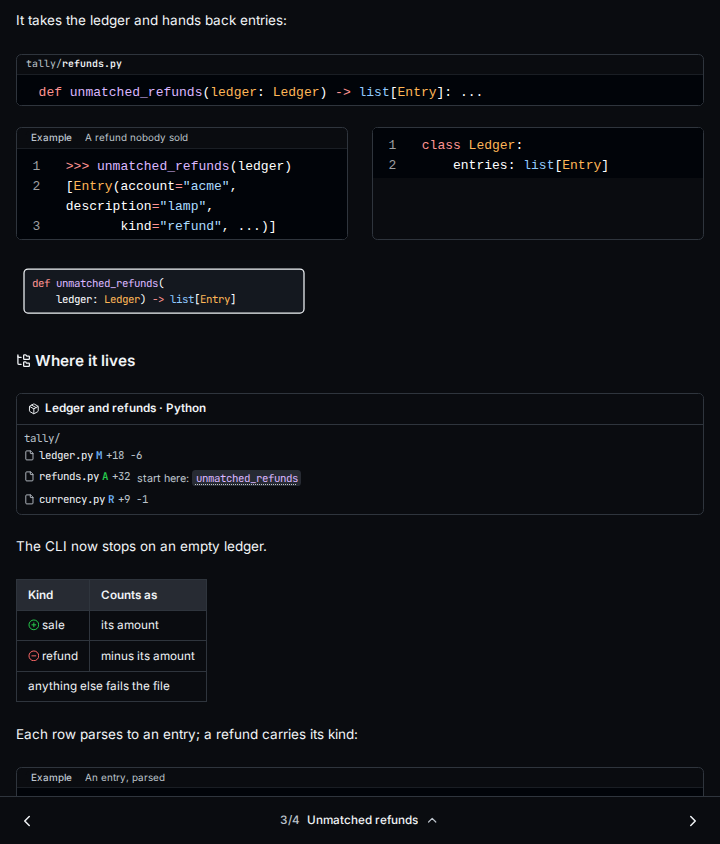 It takes the ledger and hands back entries:
tally/refunds.py
def unmatched_refunds(ledger: Ledger) -> list[Entry]: ...
Example A refund nobody sold
1 >>> unmatched_refunds(ledger)
2 [Entry(account="acme",
description="lamp",
3 kind="refund", ...)]
1 class Ledger:
2 entries: list[Entry]
def unmatched_refunds(
ledger: Ledger) -> list[Entry]
Where it lives
Ledger and refunds · Python
tally/
ledger.py M +18 -6
refunds.py A +32 start here: unmatched_refunds
currency.py R +9 -1
The CLI now stops on an empty ledger.
Kind Counts as
sale its amount
refund minus its amount
anything else fails the file
Each row parses to an entry; a refund carries its kind:
Example An entry, parsed
3/4 Unmatched refunds